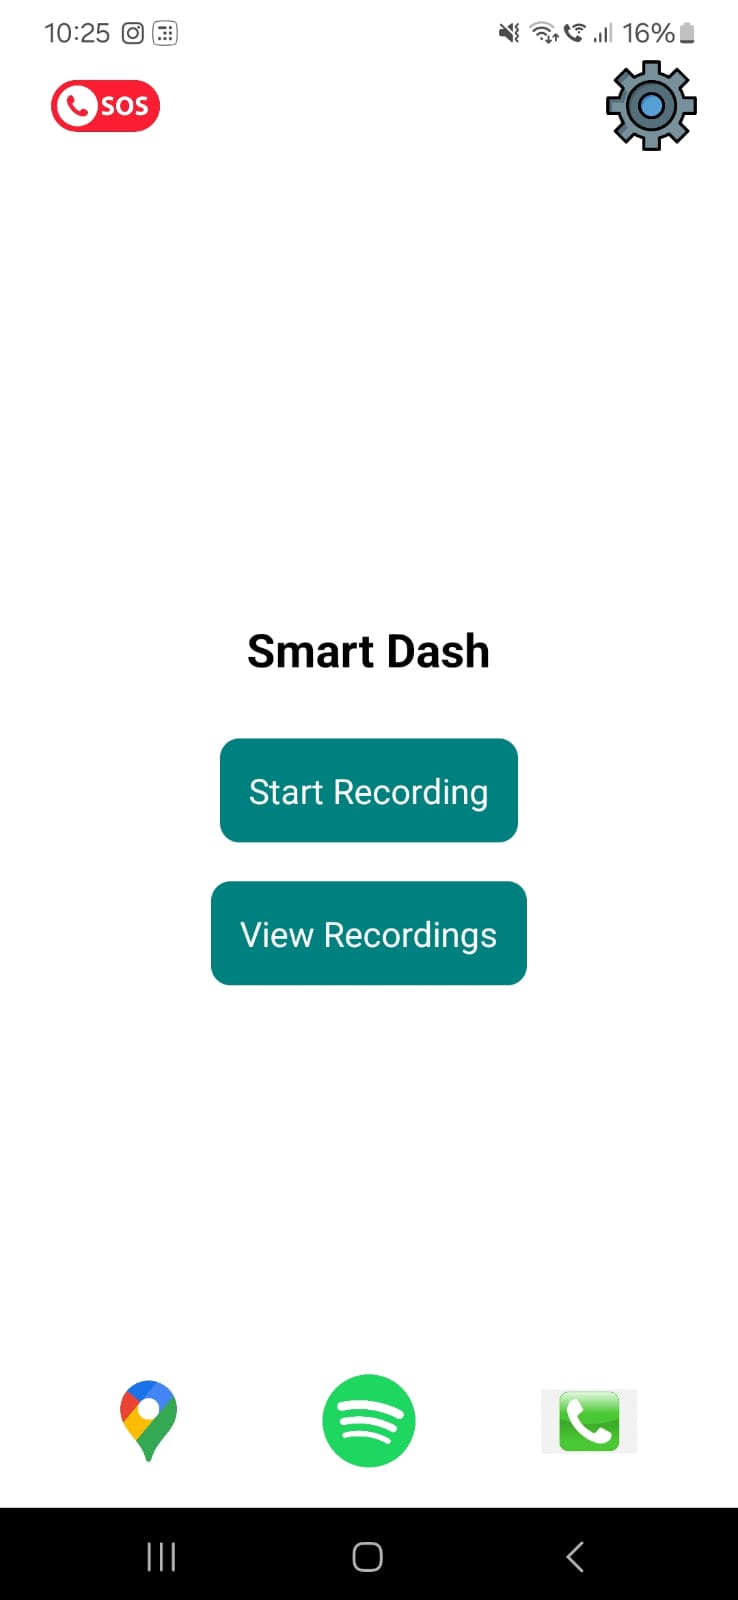 10:25
16%
SOS
Smart Dash
Start Recording
View Recordings